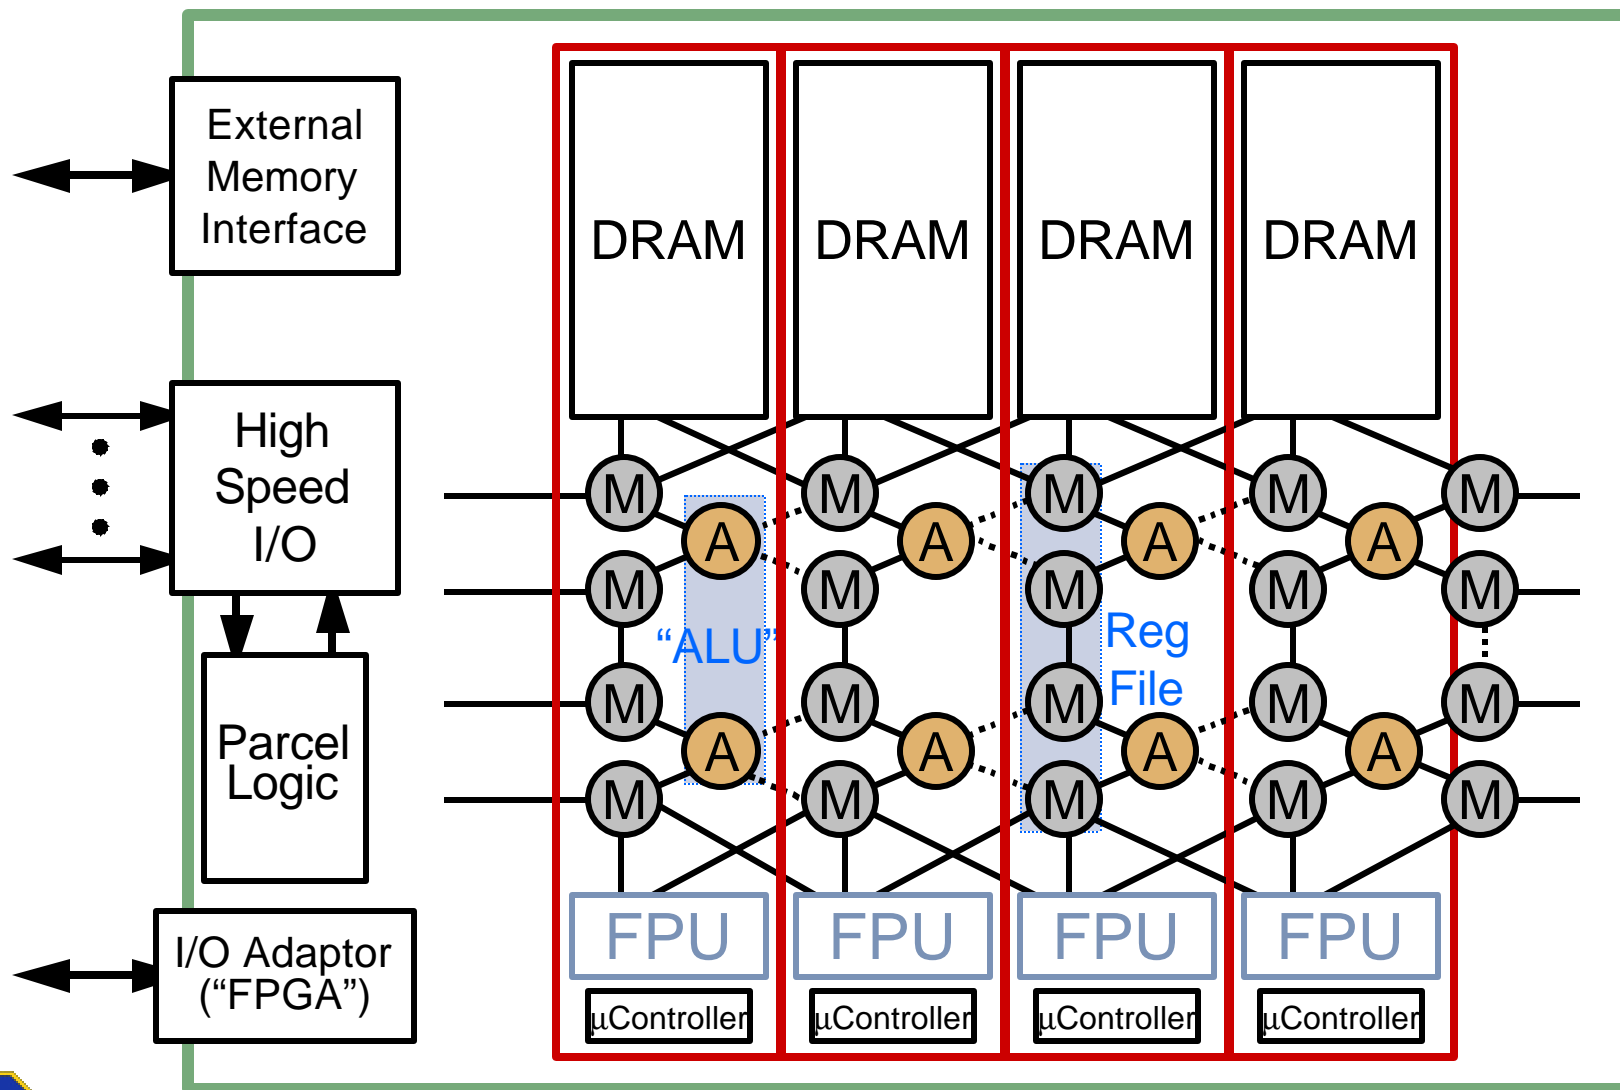 External
Memory
Interface
High
Speed
I/O
Parcel
Logic
I/O Adaptor
(“FPGA”)
DRAM DRAM DRAM DRAM
M M M M M
A A A A
M M M M M
“ALU” Reg
File
M M M M M
A A A A
M M M M M
FPU FPU FPU FPU
µController µController µController µController